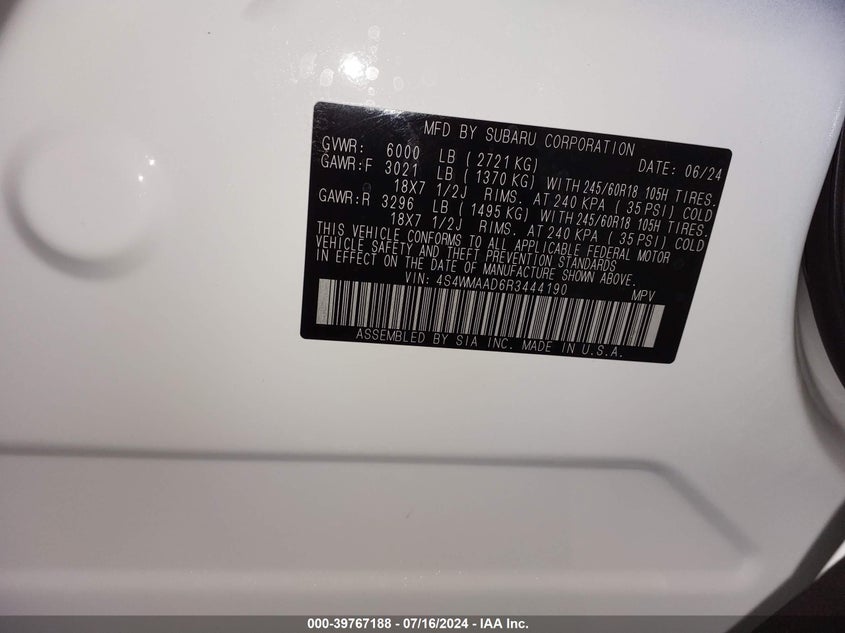 MFD BY SUBARU CORPORATION
GVWR: 6000 LB (2721 KG) DATE: 06/24
GAWR:F 3021 LB (1370 KG) WITH 245/60R18 105H TIRES.
18X7 1/2J RIMS. AT 240 KPA (35 PSI) COLD
GAWR:R 3296 LB (1495 KG) WITH 245/60R18 105H TIRES.
18X7 1/2J RIMS. AT 240 KPA (35 PSI) COLD
THIS VEHICLE CONFORMS TO ALL APPLICABLE FEDERAL MOTOR
VEHICLE SAFETY AND THEFT PREVENTION STANDARDS
IN EFFECT ON THE DATE OF MANUFACTURE SHOWN ABOVE.
VIN: 4S4WMAAD6R3444190 MPV
ASSEMBLED BY SIA INC. MADE IN U.S.A.
000-39767188 - 07/16/2024 - IAA Inc.